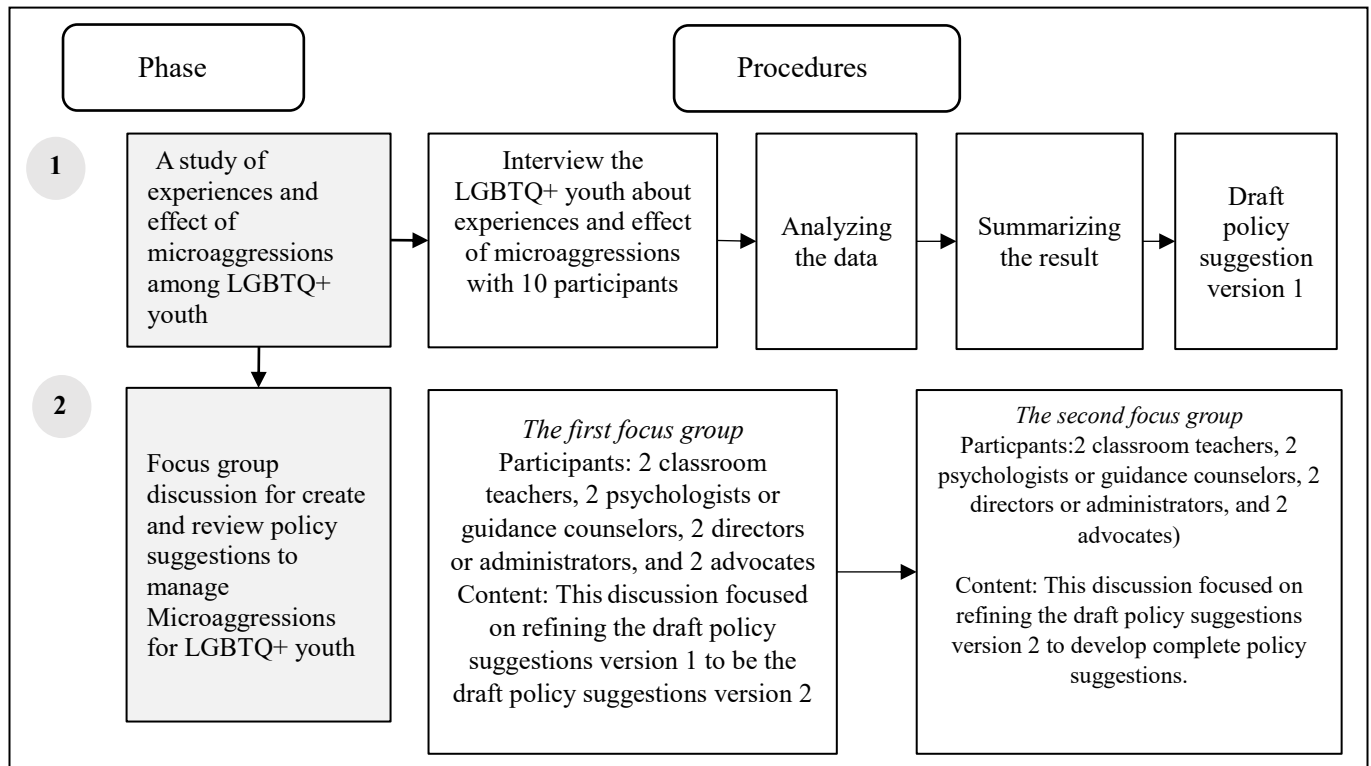 Phase
Procedures
1
A study of
experiences and
effect of
microaggressions
among LGBTQ+
youth
Interview the
LGBTQ+ youth about
experiences and effect
of microaggressions
with 10 participants
Analyzing
the data
Summarizing
the result
Draft
policy
suggestion
version 1
2
Focus group
discussion for create
and review policy
suggestions to
manage
Microaggressions
for LGBTQ+ youth
The first focus group
Participants: 2 classroom
teachers, 2 psychologists or
guidance counselors, 2 directors
or administrators, and 2 advocates
Content: This discussion focused
on refining the draft policy
suggestions version 1 to be the
draft policy suggestions version 2
The second focus group
Particpants:2 classroom teachers, 2
psychologists or guidance counselors, 2
directors or administrators, and 2
advocates)
Content: This discussion focused on
refining the draft policy suggestions
version 2 to develop complete policy
suggestions.